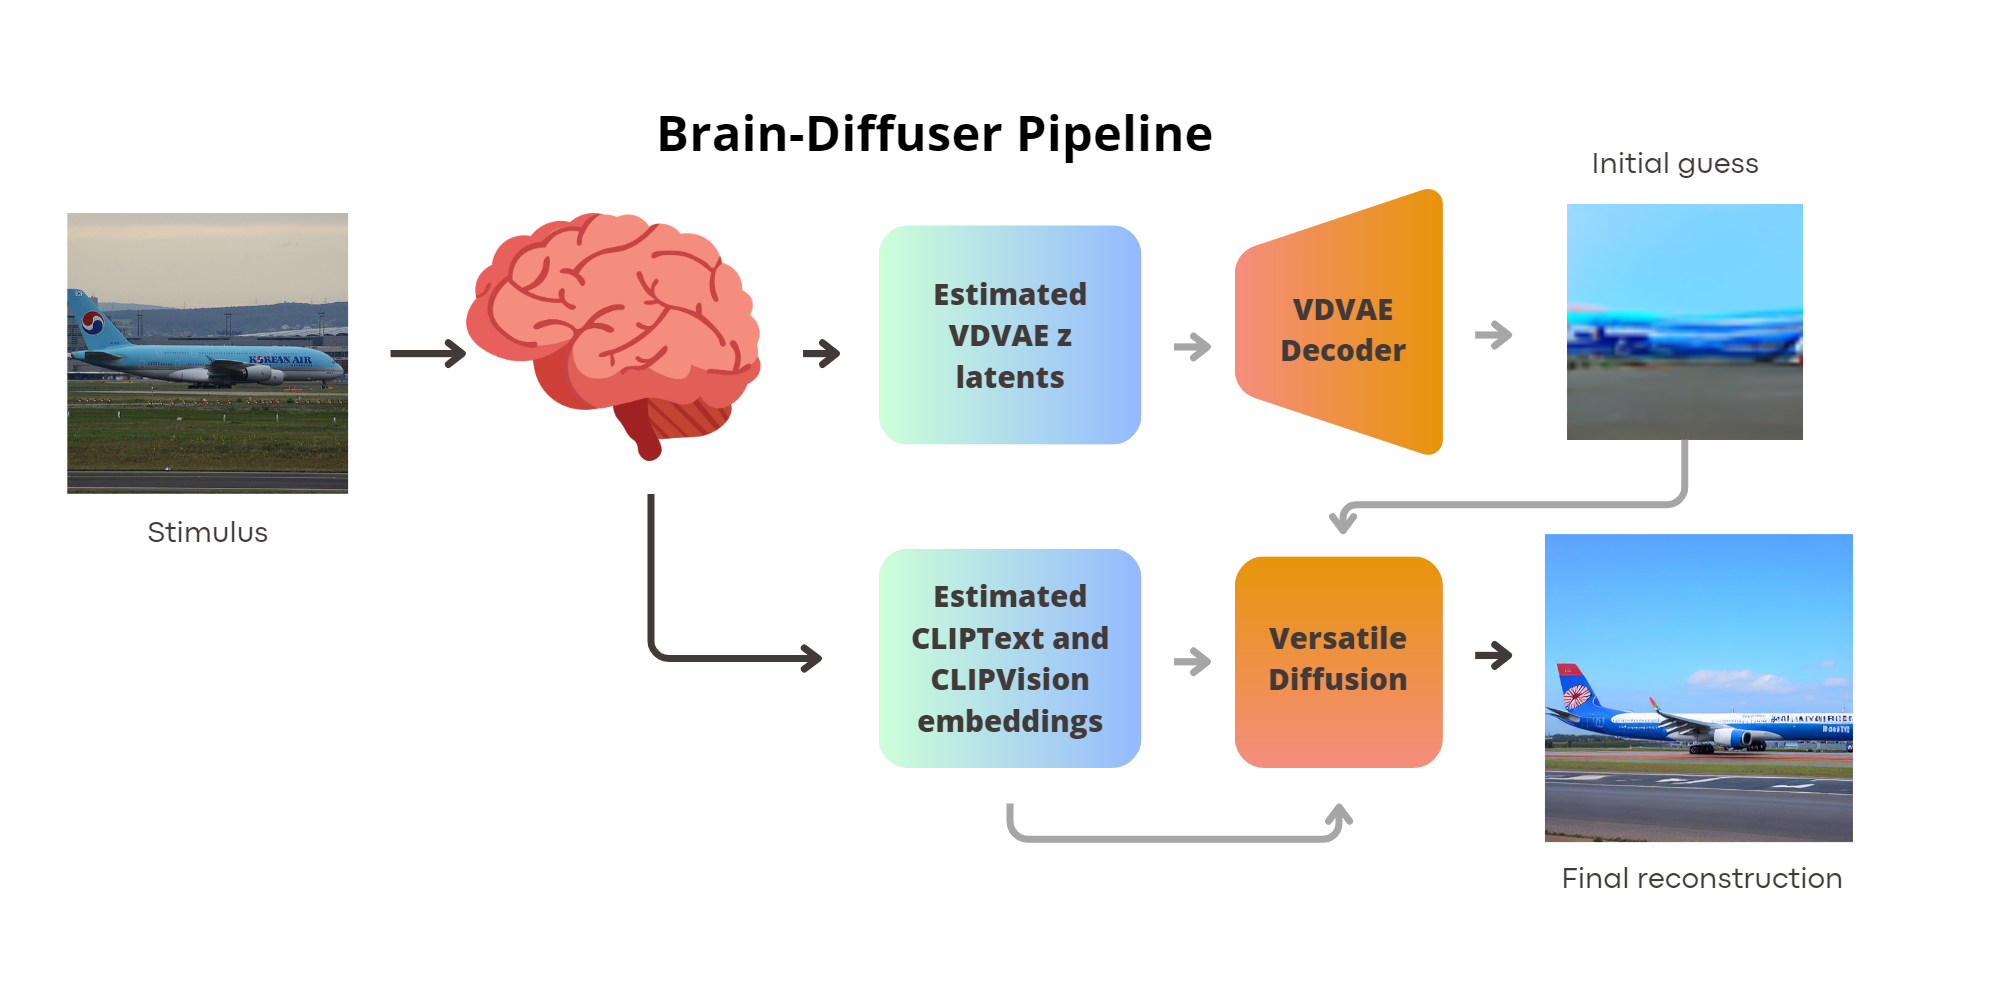 Brain-Diffuser Pipeline
Initial guess
KOREAN AIR
Stimulus
Estimated
VDVAE z
latents
VDVAE
Decoder
Estimated
CLIPText and
CLIPVision
embeddings
Versatile
Diffusion
Final reconstruction